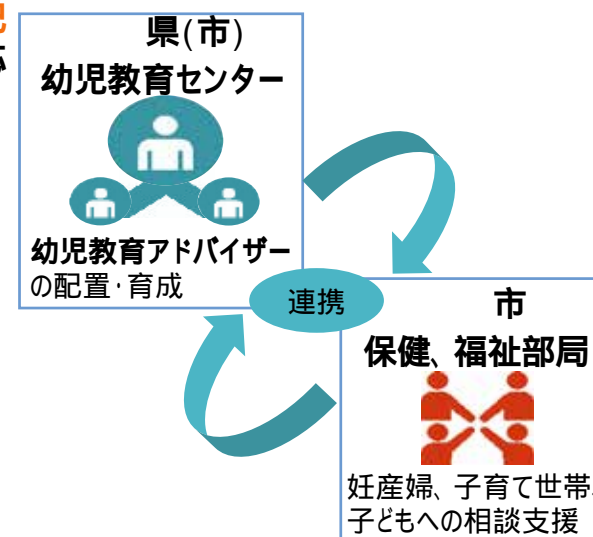 県(市)
幼児教育センター
幼児教育アドバイザー
の配置・育成
連携
市
保健、福祉部局
妊産婦、子育て世帯、
子どもへの相談支援